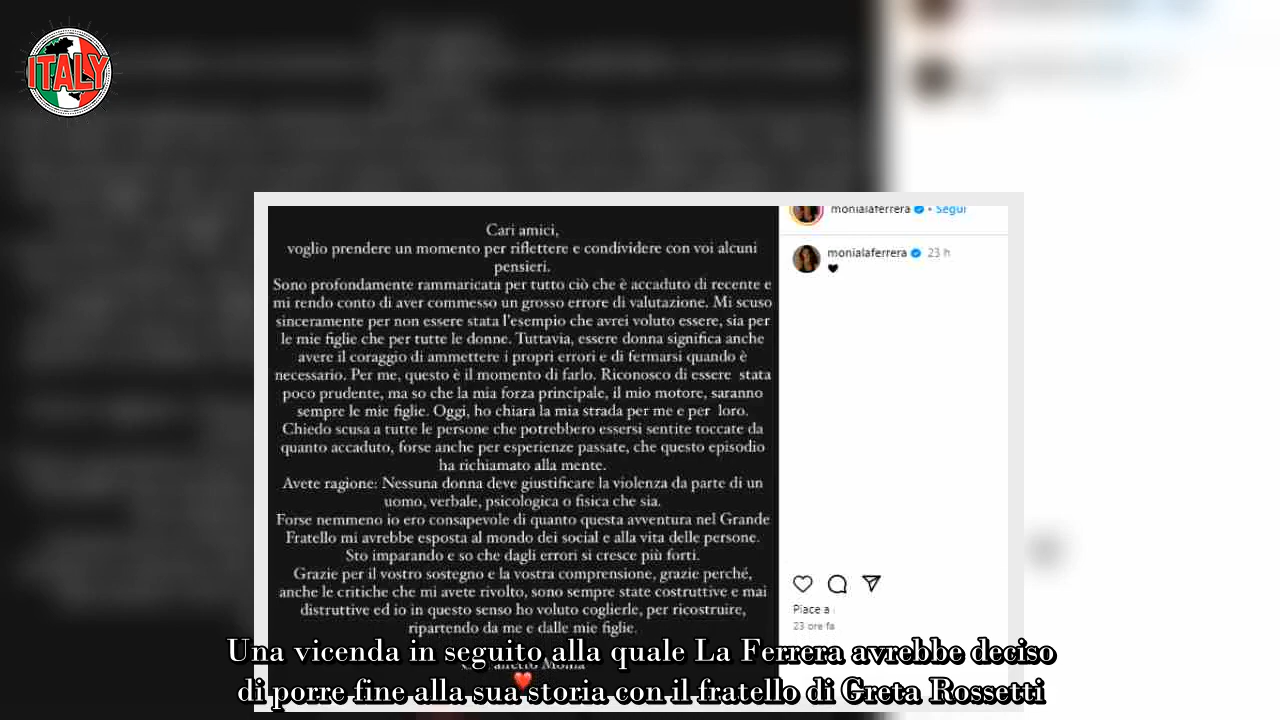 ITALY
monialaferrera • Segui
monialaferrera 23 h
Cari amici,
voglio prendere un momento per riflettere e condividere con voi alcuni
pensieri.
Sono profondamente rammaricata per tutto ciò che è accaduto di recente e
mi rendo conto di aver commesso un grosso errore di valutazione. Mi scuso
sinceramente per non essere stata l'esempio che avrei voluto essere, sia per
le mie figlie che per tutte le donne. Tuttavia, essere donna significa anche
avere il coraggio di ammettere i propri errori e di fermarsi quando è
necessario. Per me, questo è il momento di farlo. Riconosco di essere stata
poco prudente, ma so che la mia forza principale, il mio motore, saranno
sempre le mie figlie. Oggi, ho chiara la mia strada per me e per loro.
Chiedo scusa a tutte le persone che potrebbero essersi sentite toccate da
quanto accaduto, forse anche per esperienze passate, che questo episodio
ha richiamato alla mente.
Avete ragione: Nessuna donna deve giustificare la violenza da parte di un
uomo, verbale, psicologica o fisica che sia.
Forse nemmeno io ero consapevole di quanto questa avventura nel Grande
Fratello mi avrebbe esposta al mondo dei social e alla vita delle persone.
Sto imparando e so che dagli errori si cresce più forti.
Grazie per il vostro sostegno e la vostra comprensione, grazie perché,
anche le critiche che mi avete rivolto, sono sempre state costruttive e mai
distruttive ed io in questo senso ho voluto coglierle, per ricostruire,
ripartendo da me e dalle mie figlie.
Piace a
23 ore fa
Una vicenda in seguito alla quale La Ferrera avrebbe deciso
di porre fine alla sua storia con il fratello di Greta Rossetti